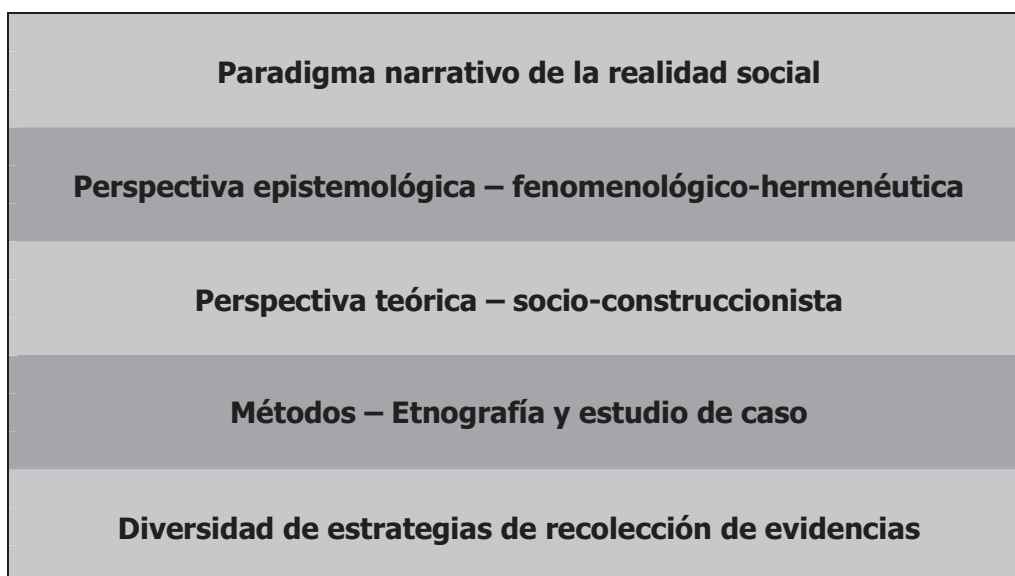 Paradigma narrativo de la realidad social
Perspectiva epistemológica – fenomenológico-hermenéutica
Perspectiva teórica – socio-construccionista
Métodos – Etnografía y estudio de caso
Diversidad de estrategias de recolección de evidencias